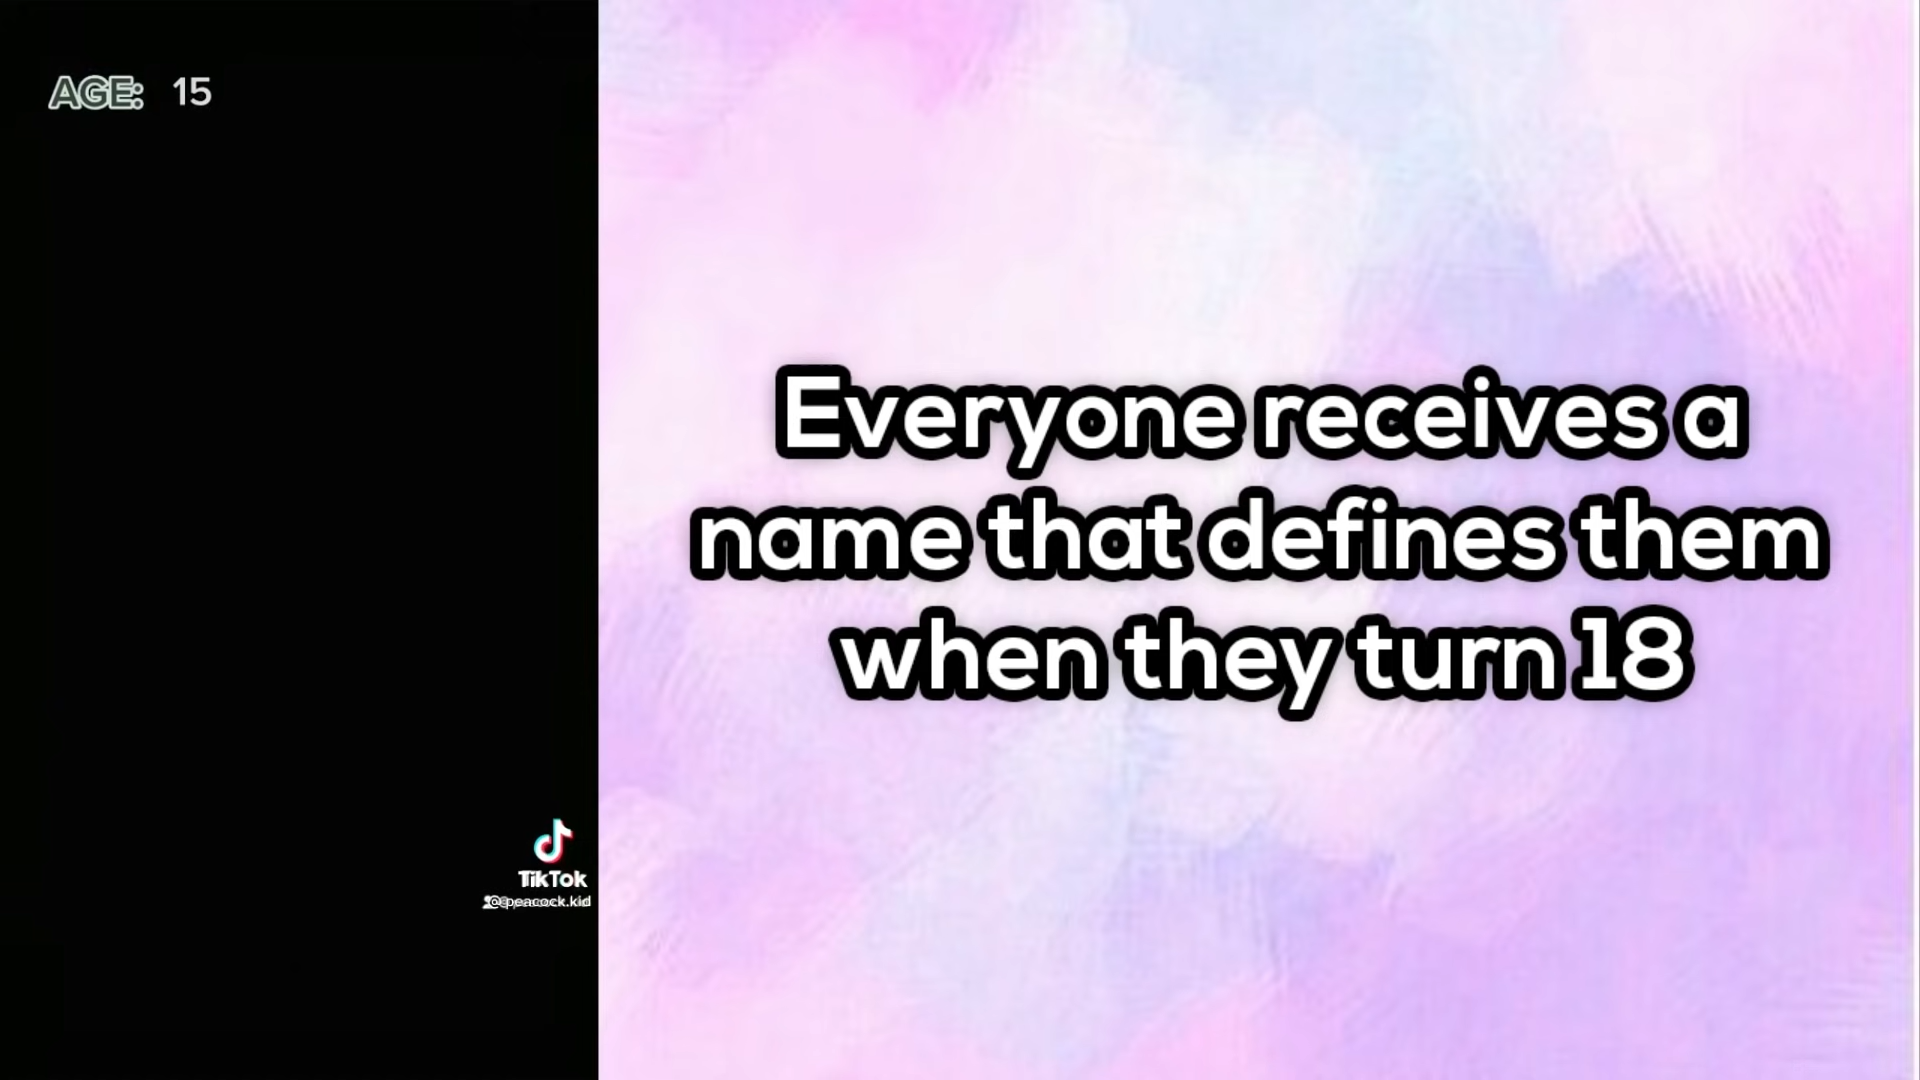 AGE: 15
Everyone receives a
name that defines them
when they turn 18
TikTok
@peacock.kid